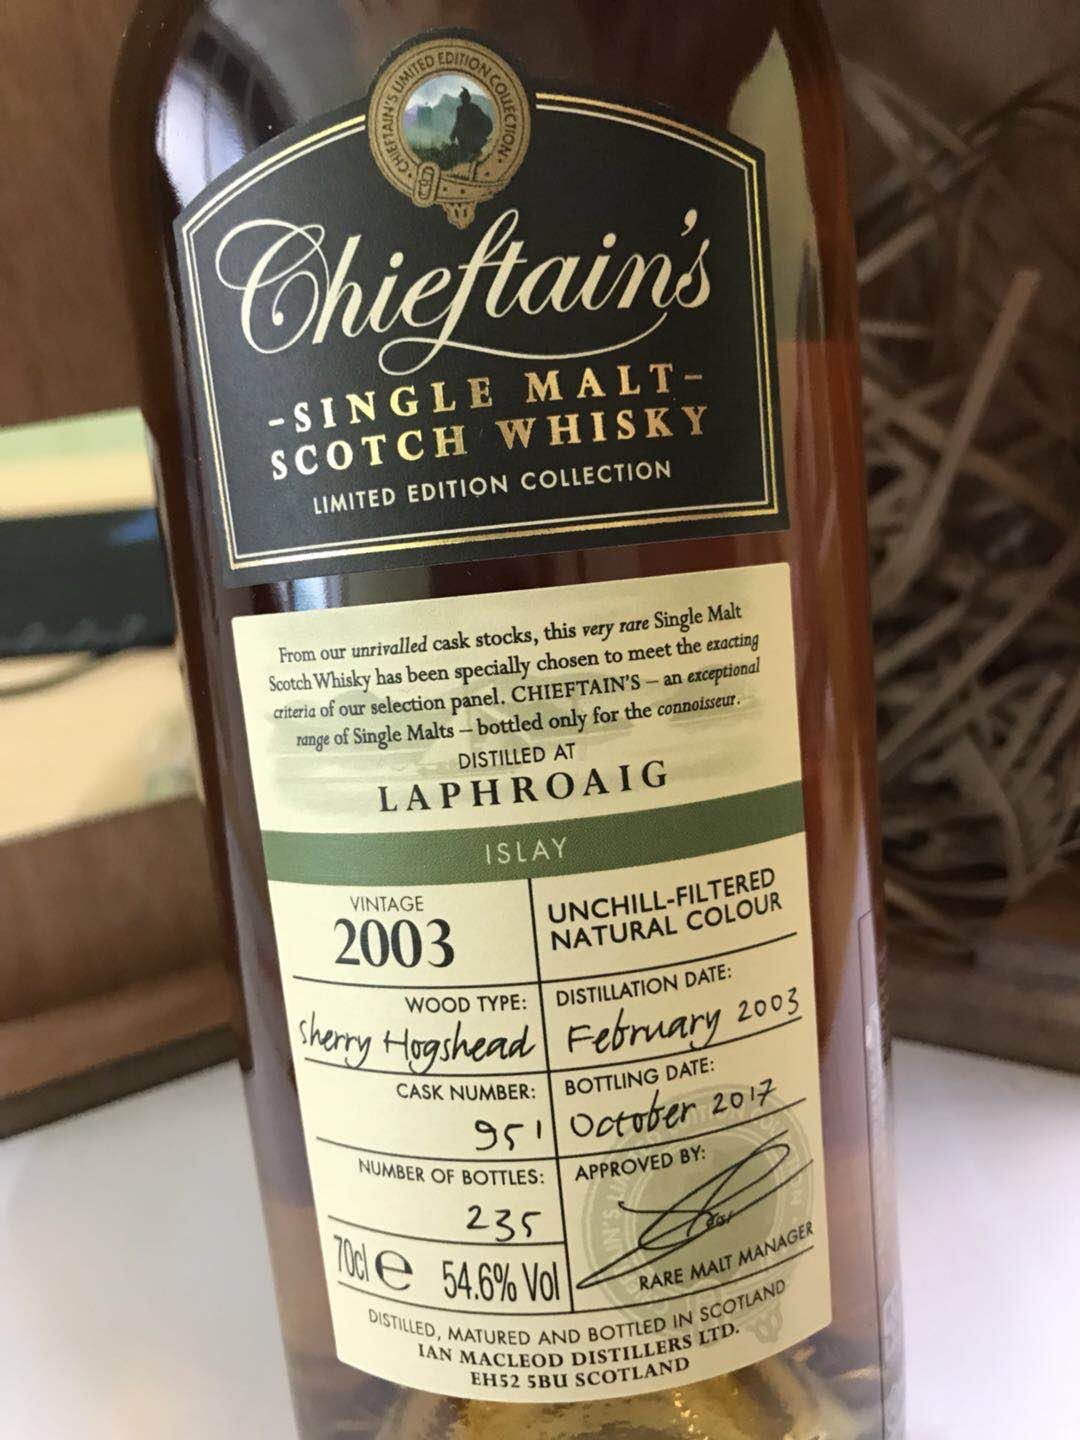 CHIEFTAIN'S LIMITED EDITION COLLECTION
Chieftain's
-SINGLE MALT-
SCOTCH WHISKY
LIMITED EDITION COLLECTION
From our unrivalled cask stocks, this very rare Single Malt
Scotch Whisky has been specially chosen to meet the exacting
criteria of our selection panel. CHIEFTAIN'S – an exceptional
range of Single Malts – bottled only for the connoisseur.
DISTILLED AT
LAPHROAIG
ISLAY
VINTAGE
2003
UNCHILL-FILTERED
NATURAL COLOUR
WOOD TYPE:
Sherry Hogshead
DISTILLATION DATE:
February 2003
CASK NUMBER:
951
BOTTLING DATE:
October 2017
NUMBER OF BOTTLES:
235
APPROVED BY:
RARE MALT MANAGER
70cl e 54.6% Vol
DISTILLED, MATURED AND BOTTLED IN SCOTLAND
IAN MACLEOD DISTILLERS LTD.
EH52 5BU SCOTLAND